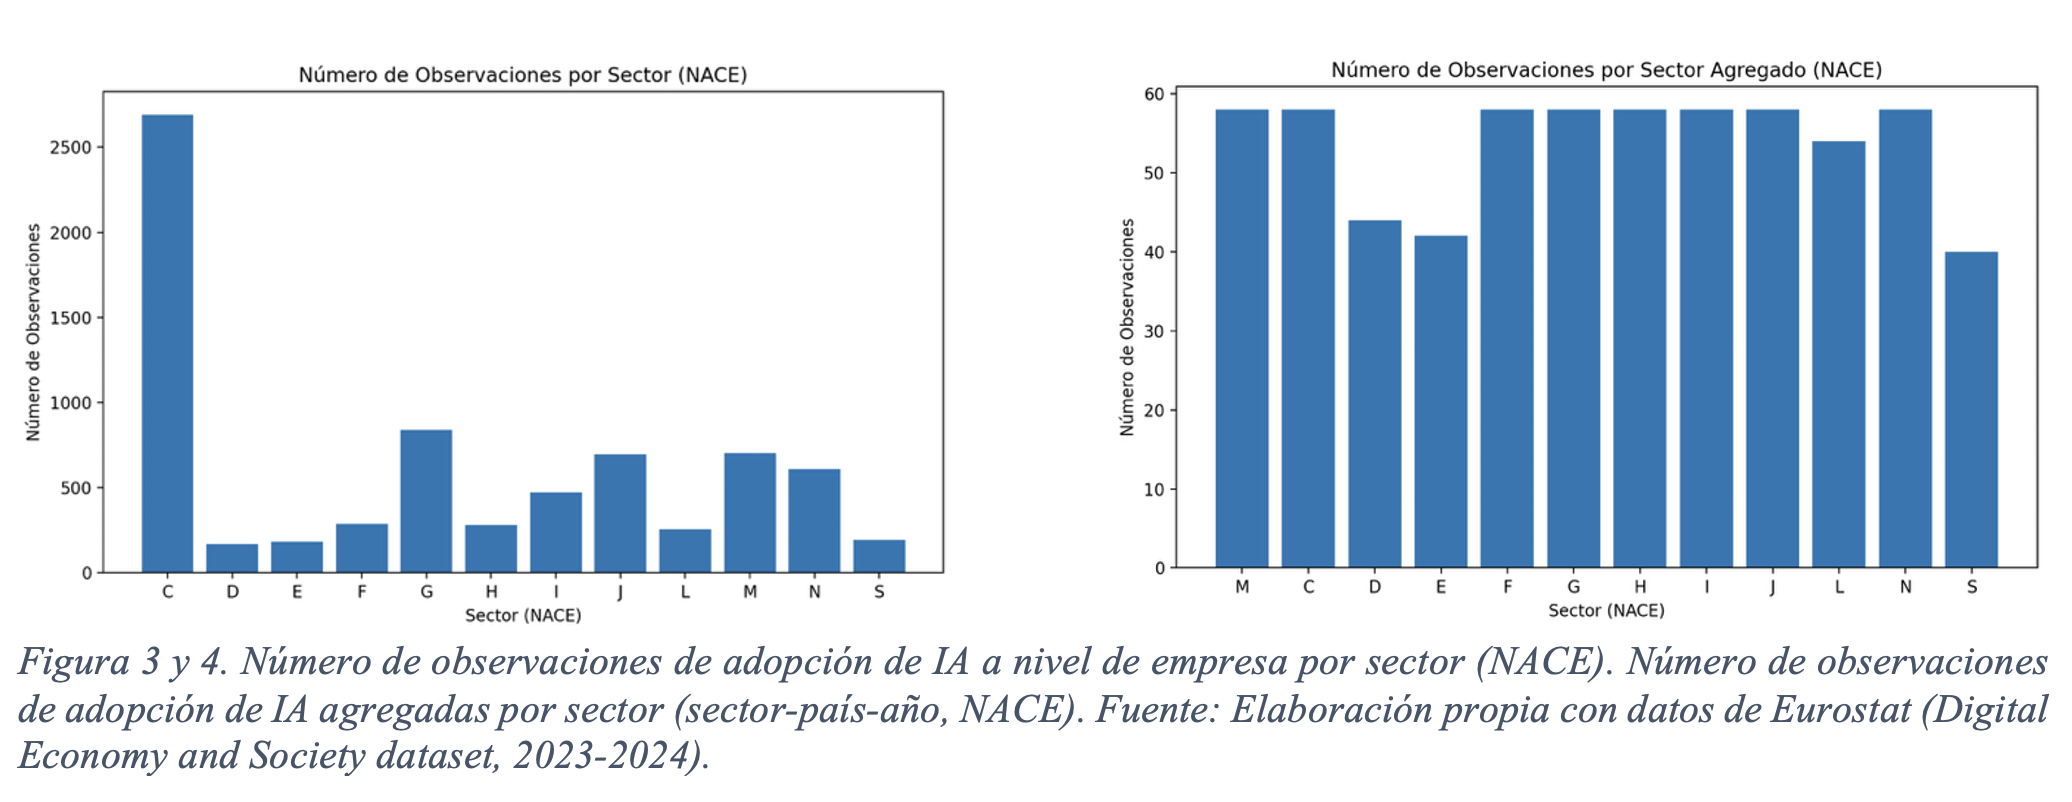 Número de Observaciones por Sector (NACE)
Número de Observaciones
2500
2000
1500
1000
500
0
C D E F G H I J L M N S
Sector (NACE)
Número de Observaciones por Sector Agregado (NACE)
Número de Observaciones
60
50
40
30
20
10
0
M C D E F G H I J L N S
Sector (NACE)
Figura 3 y 4. Número de observaciones de adopción de IA a nivel de empresa por sector (NACE). Número de observaciones
de adopción de IA agregadas por sector (sector-país-año, NACE). Fuente: Elaboración propia con datos de Eurostat (Digital
Economy and Society dataset, 2023-2024).